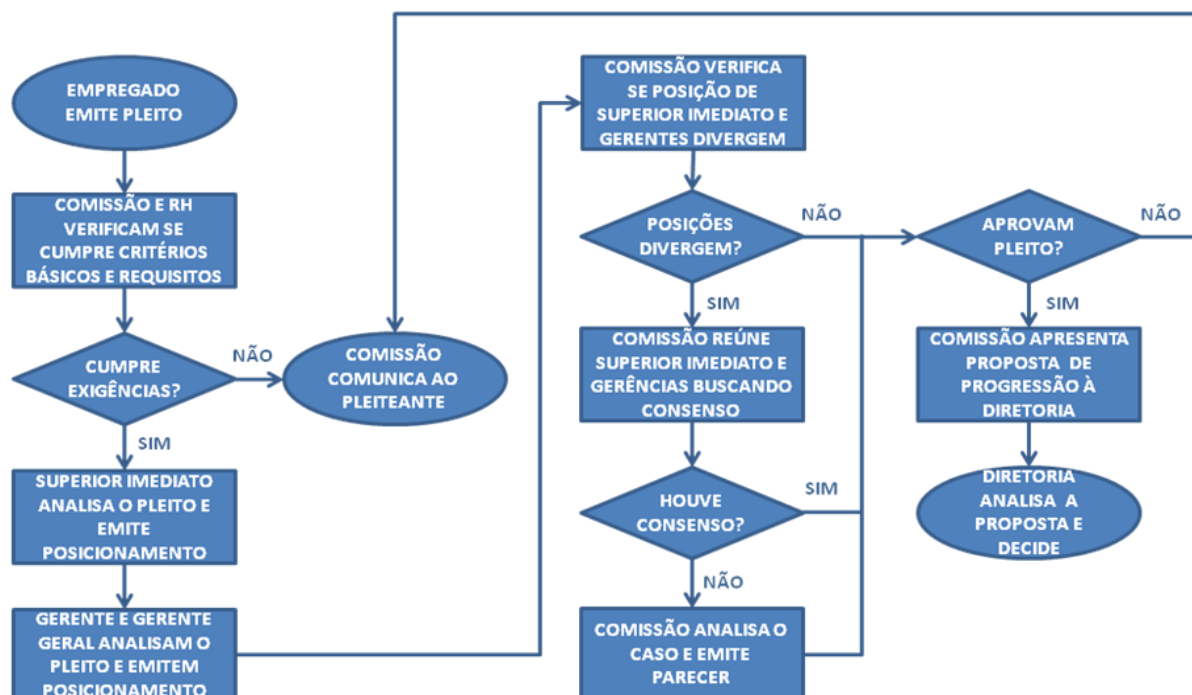 EMPREGADO
EMITE PLEITO
COMISSÃO E RH
VERIFICAM SE
CUMPRE CRITÉRIOS
BÁSICOS E REQUISITOS
CUMPRE
EXIGÊNCIAS?
NÃO
SIM
COMISSÃO
COMUNICA AO
PLEITEANTE
SUPERIOR IMEDIATO
ANALISA O PLEITO E
EMITE
POSICIONAMENTO
GERENTE E GERENTE
GERAL ANALISAM O
PLEITO E EMITEM
POSICIONAMENTO
COMISSÃO VERIFICA
SE POSIÇÃO DE
SUPERIOR IMEDIATO E
GERENTES DIVERGEM
POSIÇÕES
DIVERGEM?
NÃO
SIM
COMISSÃO REÚNE
SUPERIOR IMEDIATO E
GERÊNCIAS BUSCANDO
CONSENSO
HOUVE
CONSENSO?
SIM
NÃO
COMISSÃO ANALISA O
CASO E EMITE
PARECER
APROVAM
PLEITO?
NÃO
SIM
COMISSÃO APRESENTA
PROPOSTA DE
PROGRESSÃO À
DIRETORIA
DIRETORIA
ANALISA A
PROPOSTA E
DECIDE